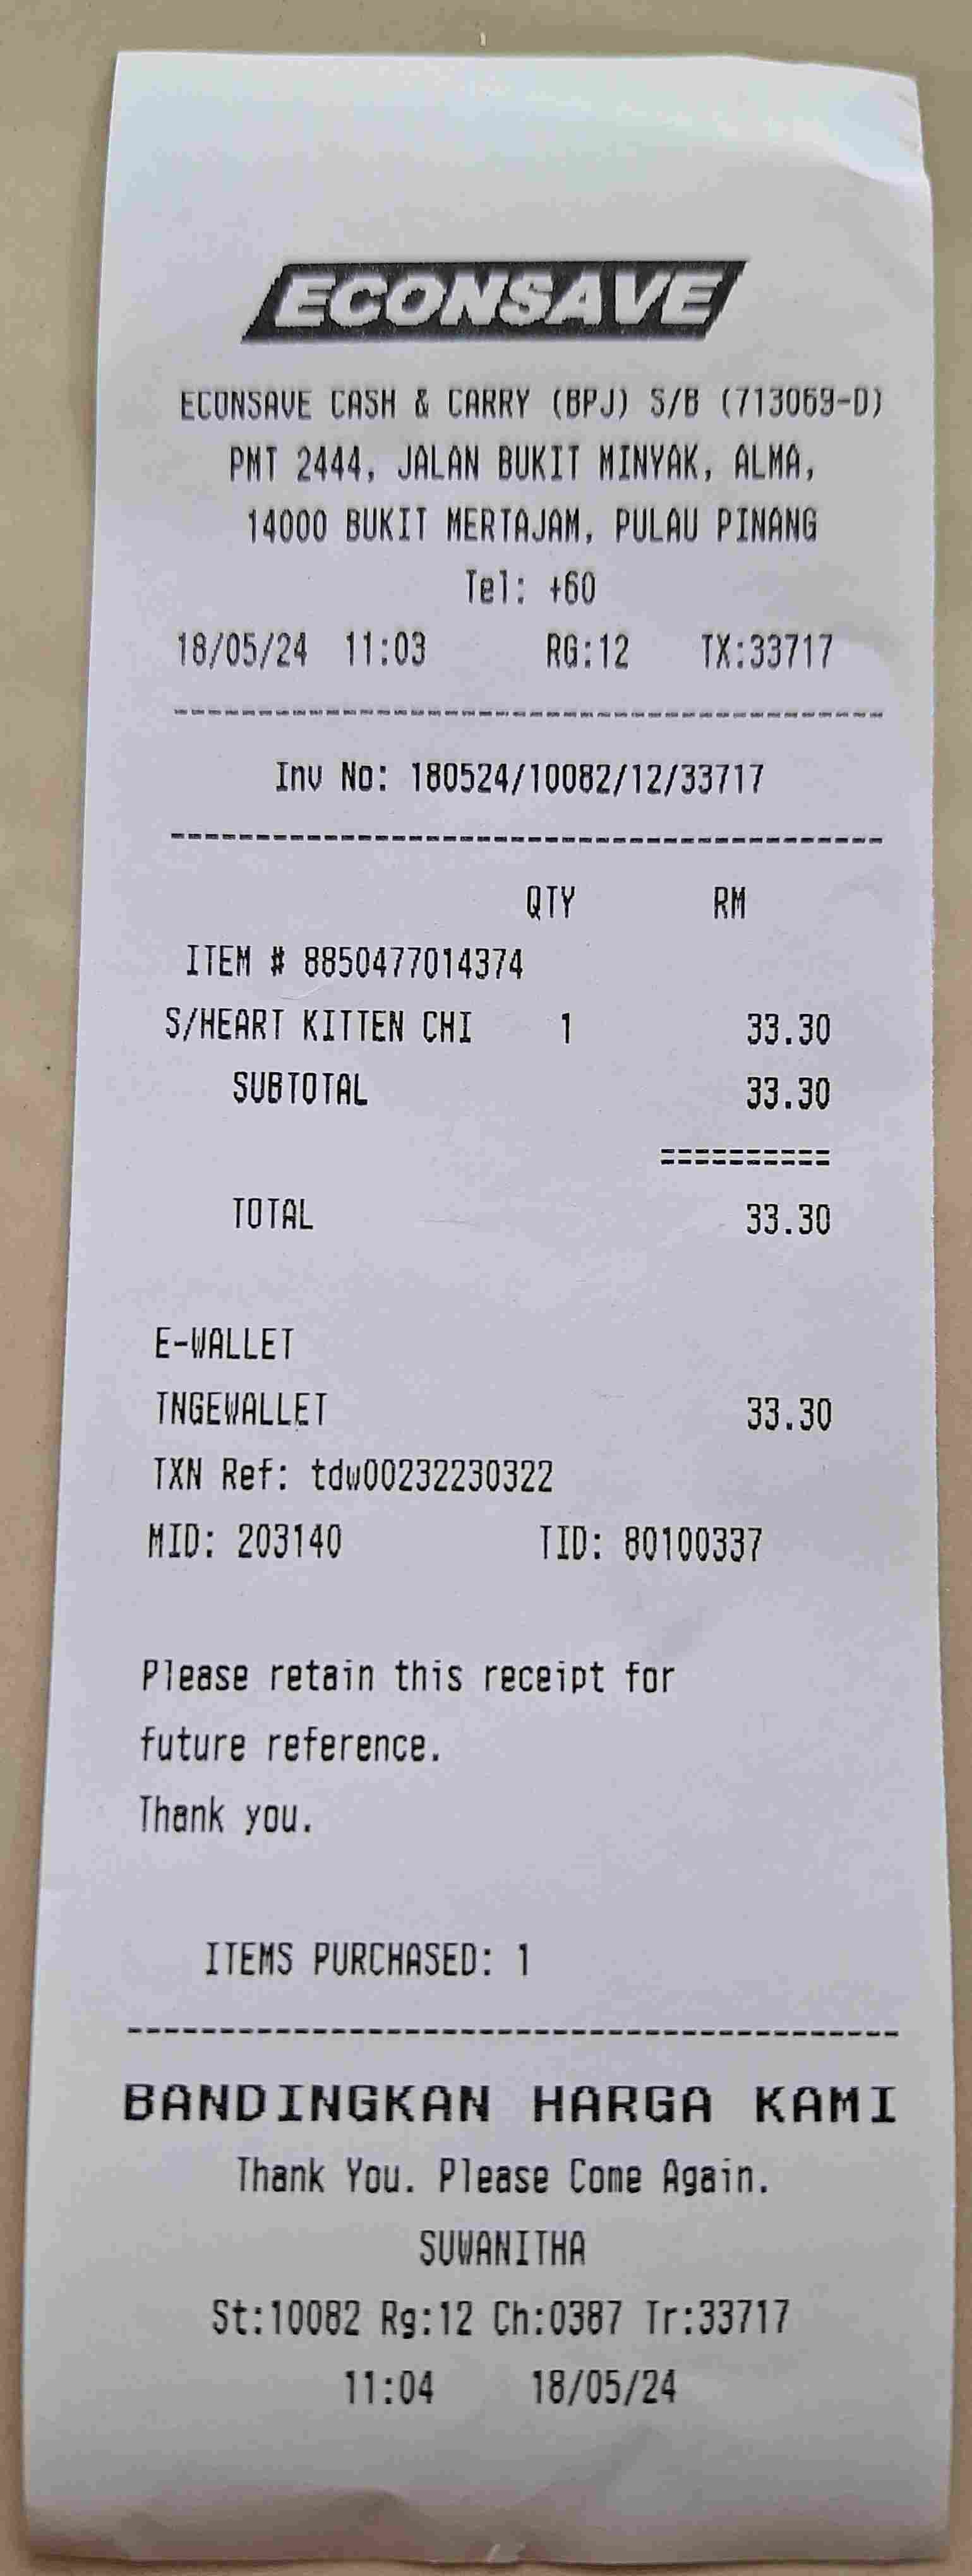 ECONSAVE
ECONSAVE CASH & CARRY (BPJ) S/B (713069-D)
PMT 2444, JALAN BUKIT MINYAK, ALMA,
14000 BUKIT MERTAJAM, PULAU PINANG
Tel: +60
18/05/24 11:03 RG:12 TX:33717
------------------------------------------
Inv No: 180524/10082/12/33717
------------------------------------------
QTY RM
ITEM # 8850477014374
S/HEART KITTEN CHI 1 33.30
SUBTOTAL 33.30
==========
TOTAL 33.30
E-WALLET
TNGEWALLET 33.30
TXN Ref: tdw00232230322
MID: 203140 TID: 80100337
Please retain this receipt for
future reference.
Thank you.
ITEMS PURCHASED: 1
------------------------------------------
BANDINGKAN HARGA KAMI
Thank You. Please Come Again.
SUWANITHA
St:10082 Rg:12 Ch:0387 Tr:33717
11:04 18/05/24